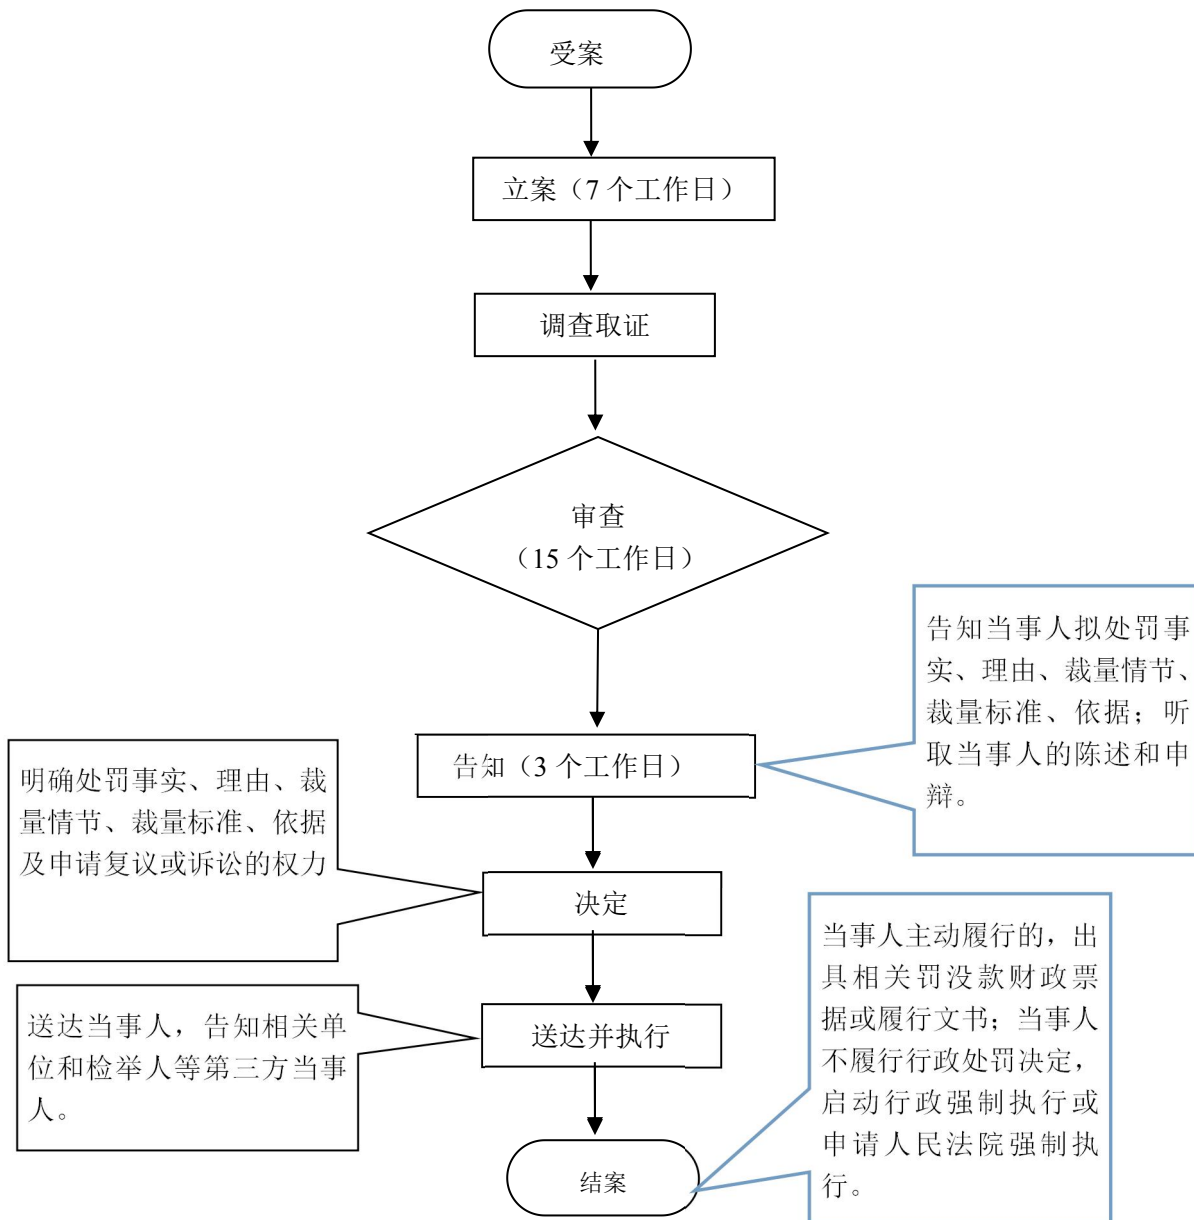 受案
立案（7 个工作日）
调查取证
审查
（15 个工作日）
告知当事人拟处罚事
实、理由、裁量情节、
裁量标准、依据；听
取当事人的陈述和申
辩。
告知（3 个工作日）
明确处罚事实、理由、裁
量情节、裁量标准、依据
及申请复议或诉讼的权力
决定
当事人主动履行的，出
具相关罚没款财政票
据或履行文书；当事人
不履行行政处罚决定，
启动行政强制执行或
申请人民法院强制执
行。
送达当事人，告知相关单
位和检举人等第三方当事
人。
送达并执行
结案